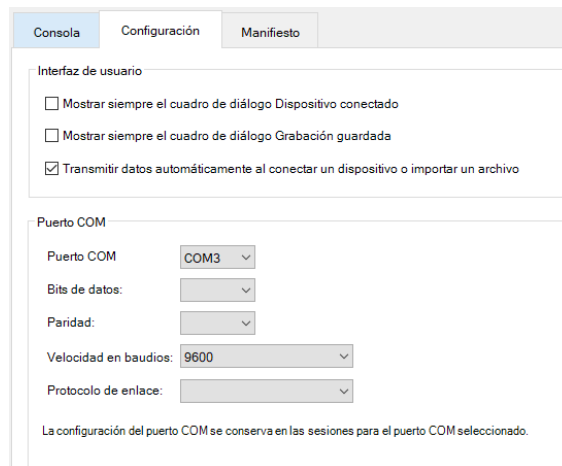 Consola Configuración Manifiesto
Interfaz de usuario
Mostrar siempre el cuadro de diálogo Dispositivo conectado
Mostrar siempre el cuadro de diálogo Grabación guardada
Transmitir datos automáticamente al conectar un dispositivo o importar un archivo
Puerto COM
Puerto COM COM3
Bits de datos:
Paridad:
Velocidad en baudios: 9600
Protocolo de enlace:
La configuración del puerto COM se conserva en las sesiones para el puerto COM seleccionado.